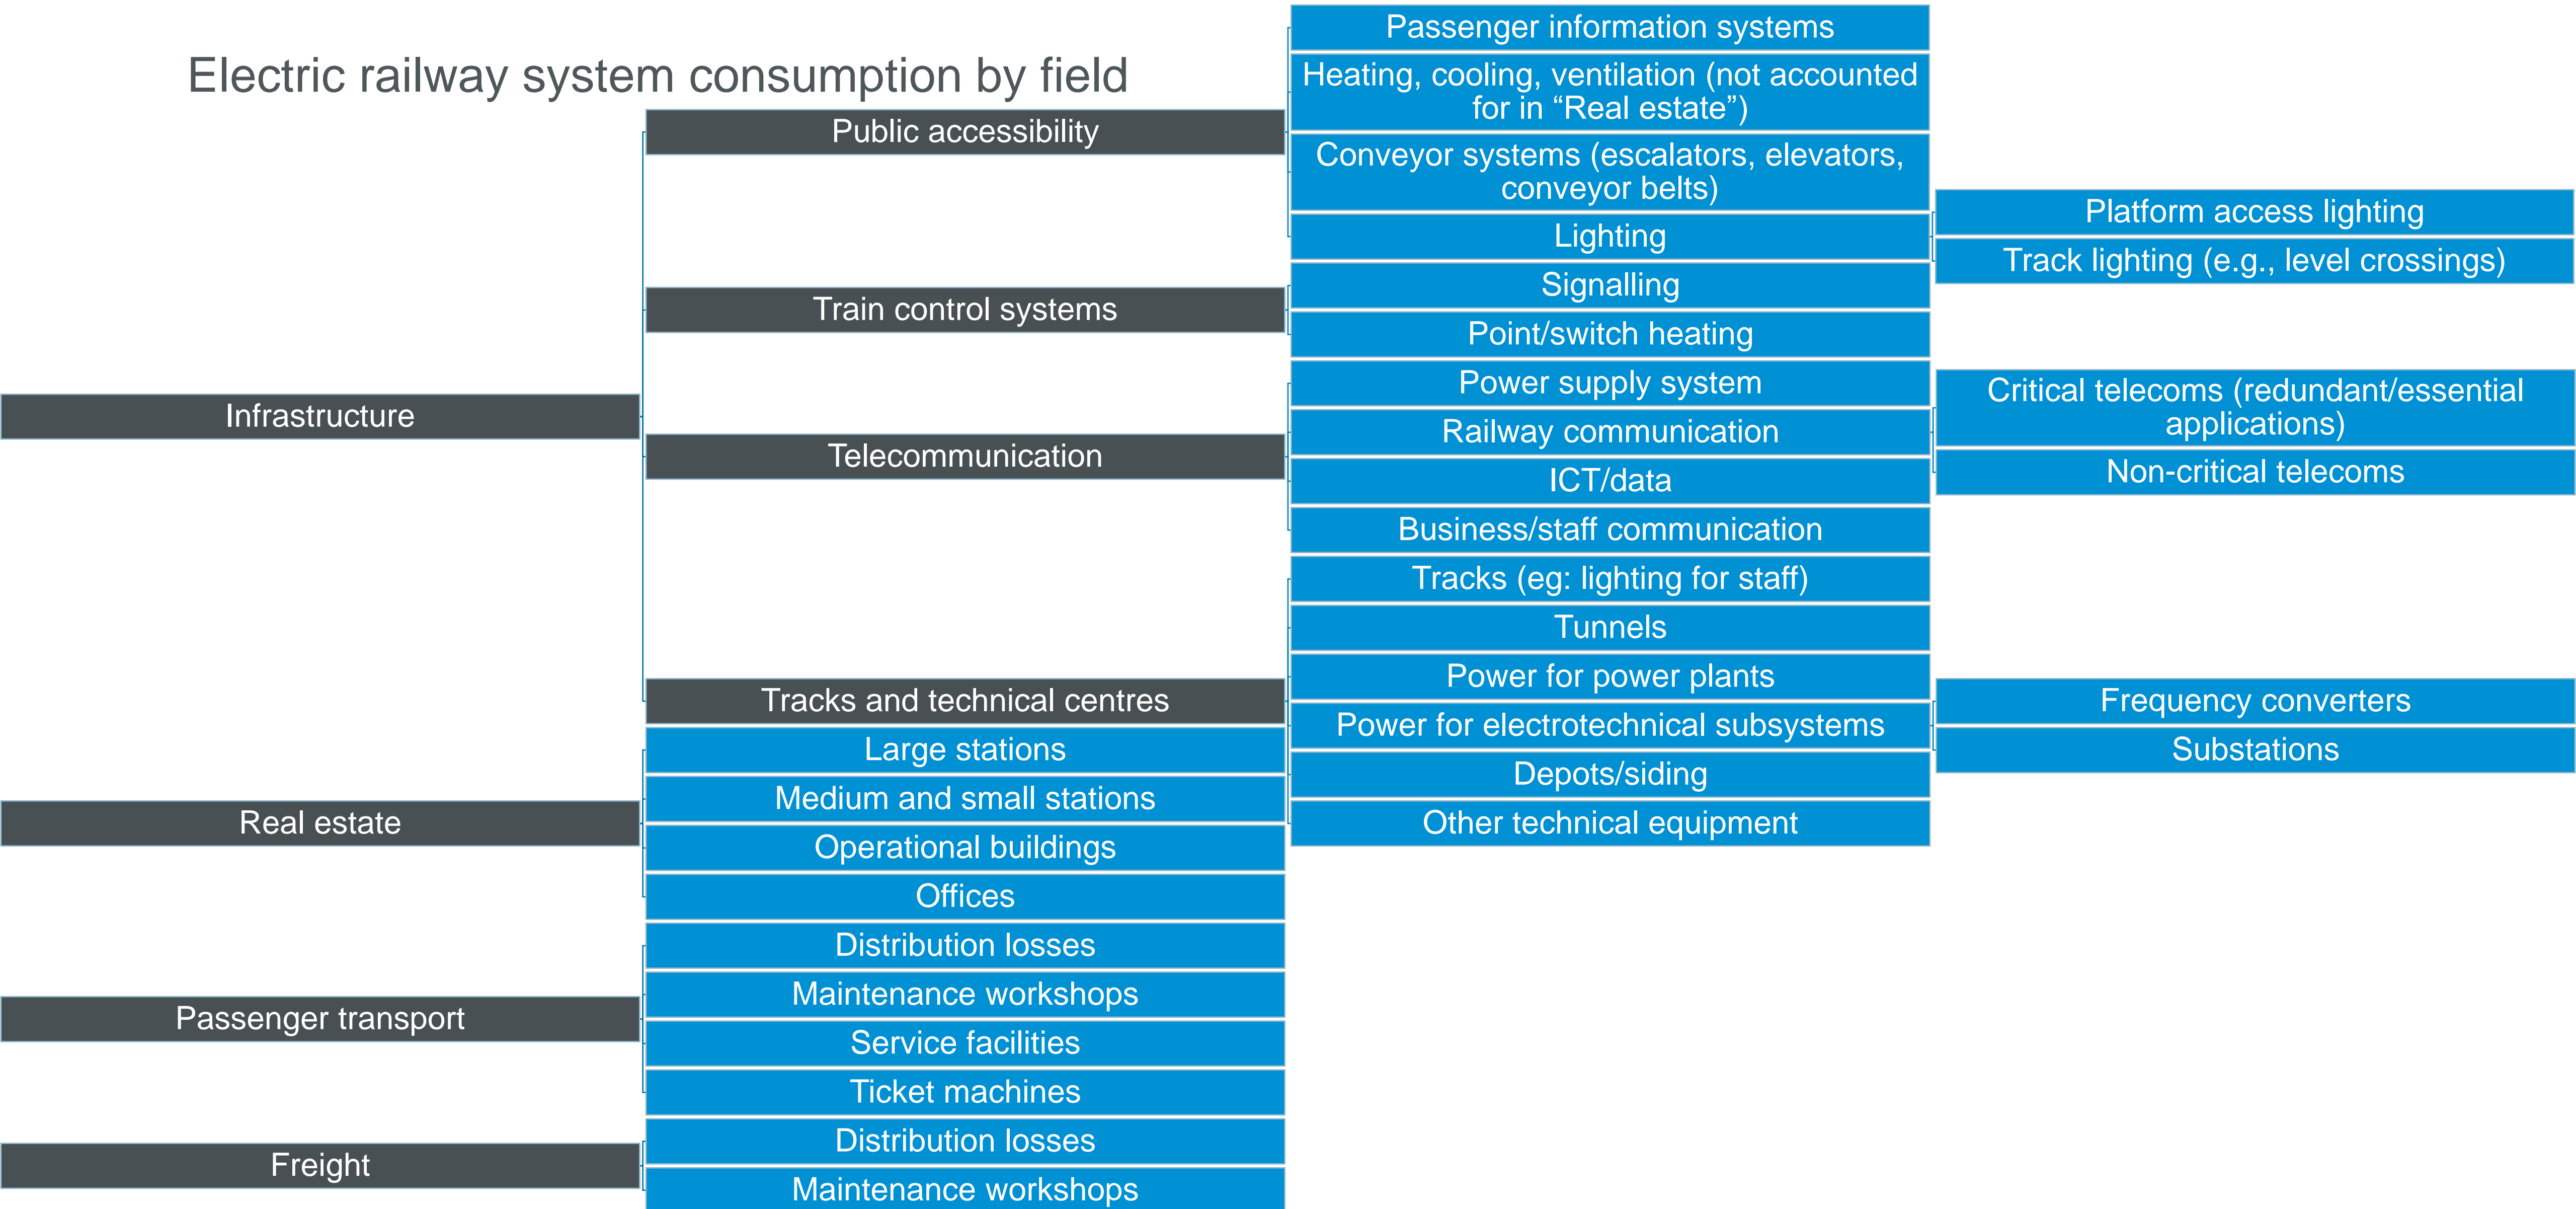 Electric railway system consumption by field
Infrastructure
Public accessibility
Passenger information systems
Heating, cooling, ventilation (not accounted
for in “Real estate”)
Conveyor systems (escalators, elevators,
conveyor belts)
Lighting
Platform access lighting
Track lighting (e.g., level crossings)
Train control systems
Signalling
Point/switch heating
Telecommunication
Power supply system
Railway communication
Critical telecoms (redundant/essential
applications)
Non-critical telecoms
ICT/data
Business/staff communication
Tracks and technical centres
Tracks (eg: lighting for staff)
Tunnels
Power for power plants
Power for electrotechnical subsystems
Frequency converters
Substations
Depots/siding
Other technical equipment
Real estate
Large stations
Medium and small stations
Operational buildings
Offices
Passenger transport
Distribution losses
Maintenance workshops
Service facilities
Ticket machines
Freight
Distribution losses
Maintenance workshops